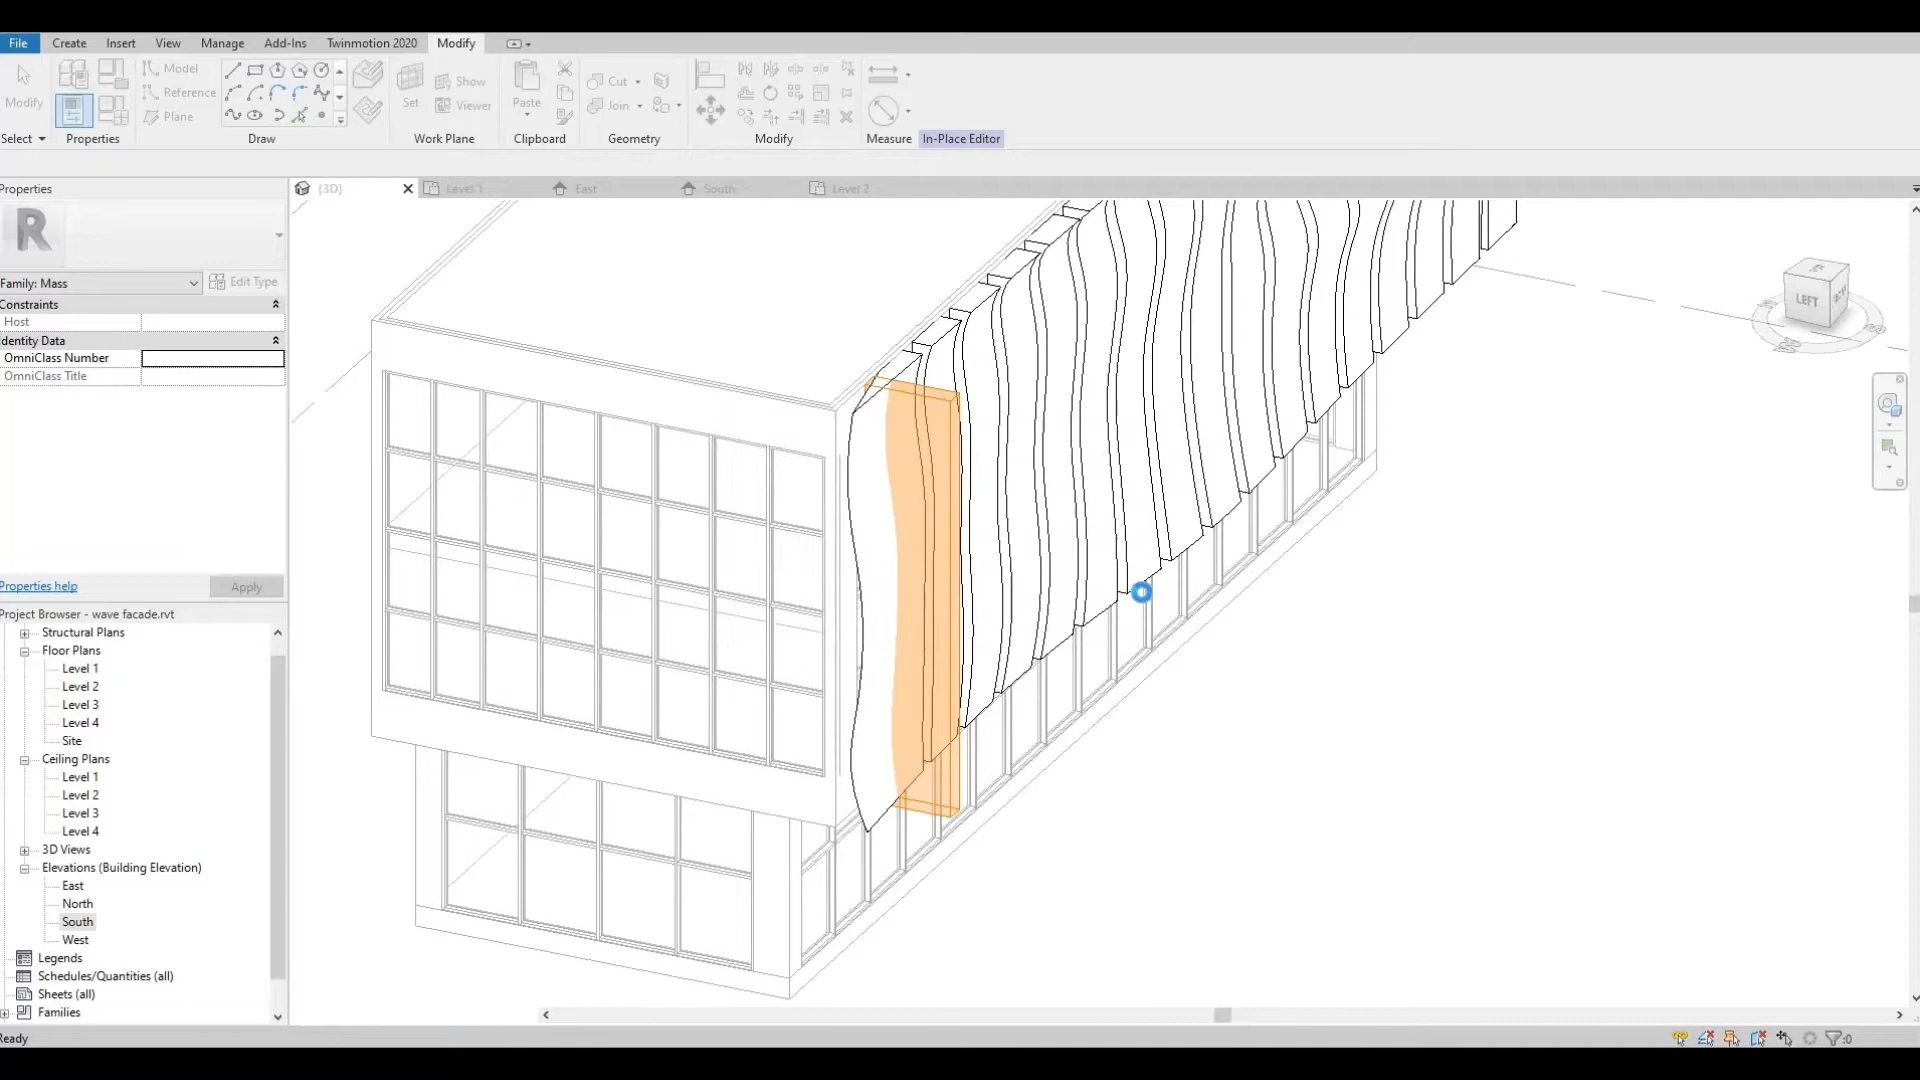 File Create Insert View Manage Add-Ins Twinmotion 2020 Modify
Modify
Select
Properties
Model
Reference
Plane
Draw
Set
Show
Viewer
Work Plane
Paste
Clipboard
Cut
Join
Geometry
Modify
Measure
In-Place Editor
Properties
R
Family: Mass
Edit Type
Constraints
Host
Identity Data
OmniClass Number
OmniClass Title
Properties help
Apply
Project Browser - wave facade.rvt
Structural Plans
Floor Plans
Level 1
Level 2
Level 3
Level 4
Site
Ceiling Plans
Level 1
Level 2
Level 3
Level 4
3D Views
Elevations (Building Elevation)
East
North
South
West
Legends
Schedules/Quantities (all)
Sheets (all)
Families
{3D} Level 1 East South Level 2
LEFT
Ready
:0